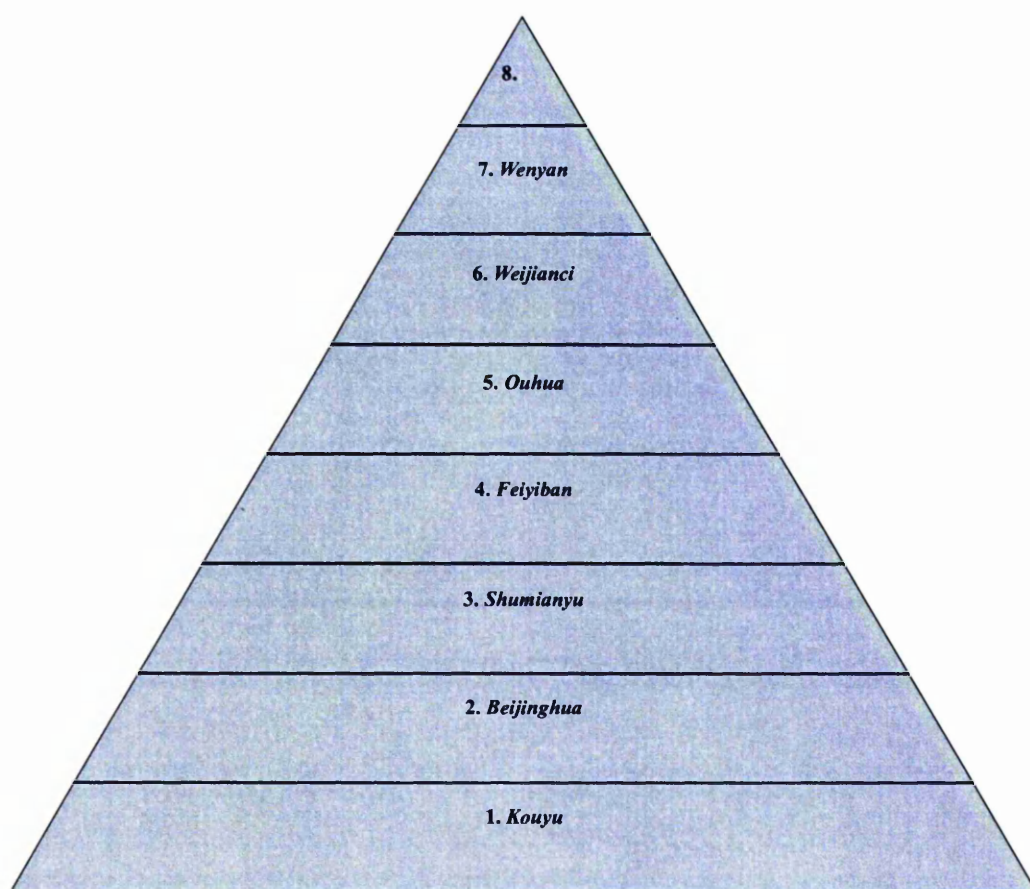 8.
7. Wenyan
6. Weijianci
5. Ouhua
4. Feiyiban
3. Shumianyu
2. Beijinghua
1. Kouyu